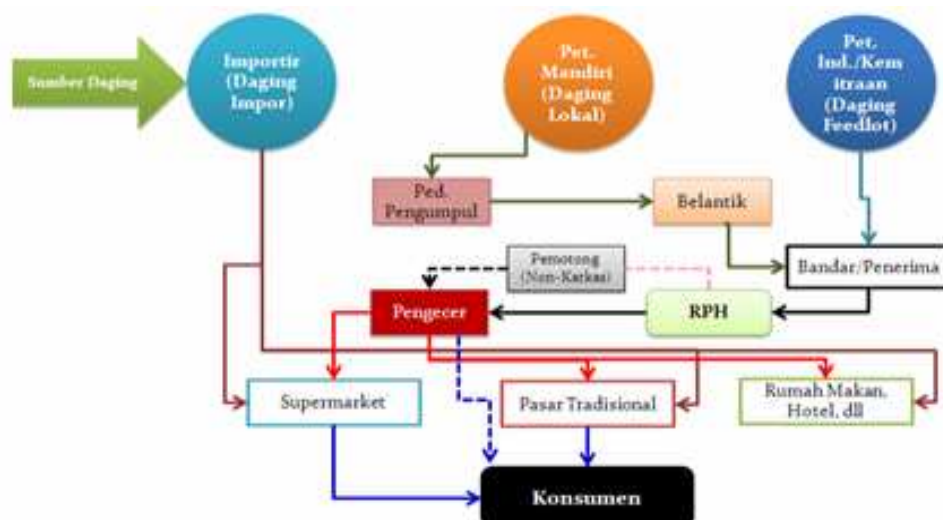 Sumber Daging
Importir
(Daging
Impor)
Pet.
Mandiri
(Daging
Lokal)
Pet.
Ind./Kem
itraan
(Daging
Feedlot)
Ped.
Pengumpul
Belantik
Pemotong
(Non-Karkas)
Bandar/Penerima
Pengecer
RPH
Supermarket
Pasar Tradisional
Rumah Makan,
Hotel, dll
Konsumen